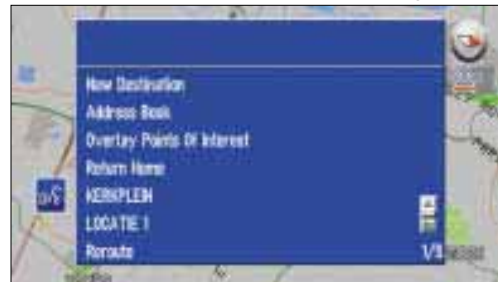 New Destination
Address Book
Overlay Points Of Interest
Return Home
KERKPLEIN
LOCATIE 1
Reroute